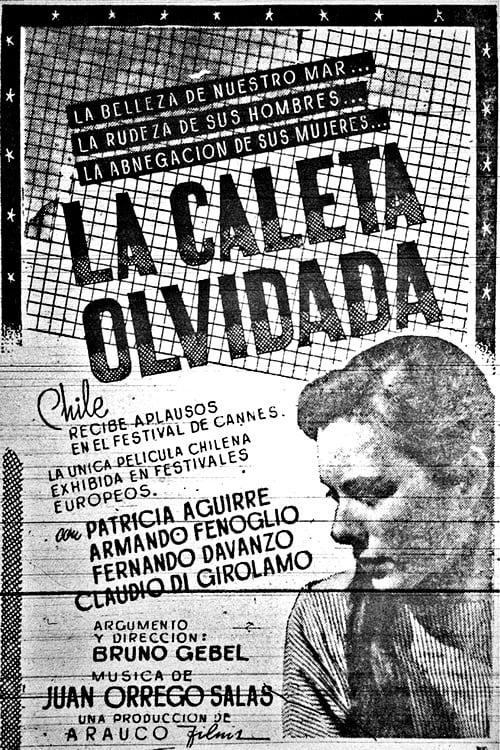 LA BELLEZA DE NUESTRO MAR...
LA RUDEZA DE SUS HOMBRES...
LA ABNEGACION DE SUS MUJERES...
LA CALETA
OLVIDADA
Chile
RECIBE APLAUSOS
EN EL FESTIVAL DE CANNES.
LA UNICA PELICULA CHILENA
EXHIBIDA EN FESTIVALES
EUROPEOS.
con PATRICIA AGUIRRE
ARMANDO FENOGLIO
FERNANDO DAVANZO
CLAUDIO DI GIROLAMO
ARGUMENTO
Y DIRECCION:
BRUNO GEBEL
MUSICA DE
JUAN ORREGO SALAS
UNA PRODUCCION DE
ARAUCO films